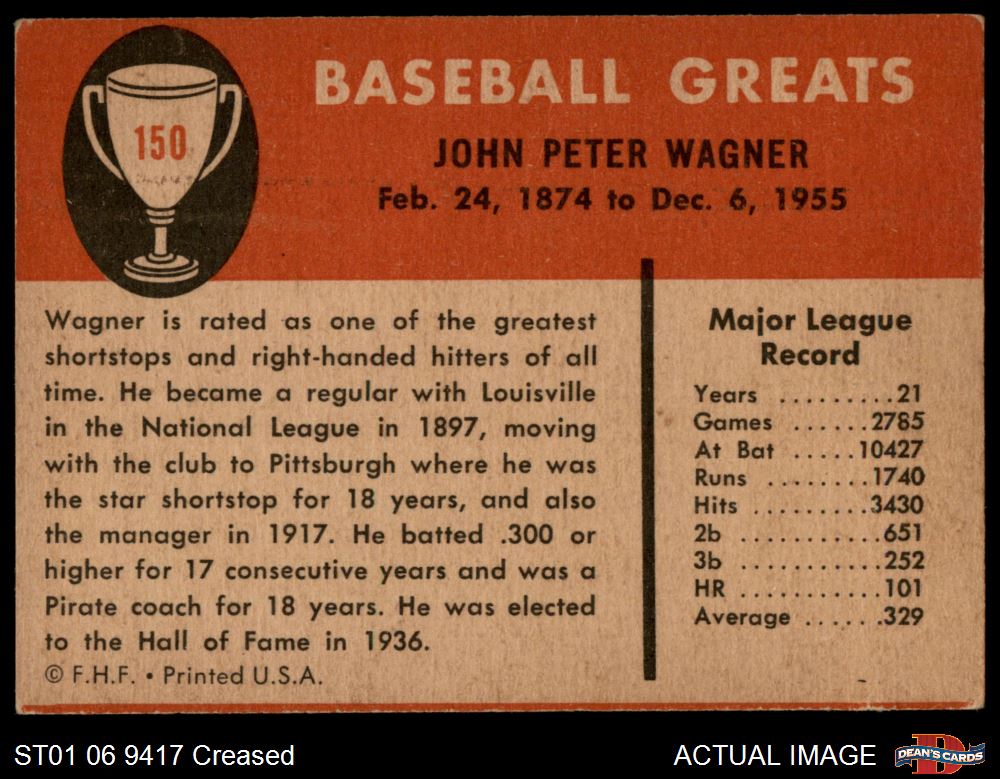 150
BASEBALL GREATS
JOHN PETER WAGNER
Feb. 24, 1874 to Dec. 6, 1955
Wagner is rated as one of the greatest
shortstops and right-handed hitters of all
time. He became a regular with Louisville
in the National League in 1897, moving
with the club to Pittsburgh where he was
the star shortstop for 18 years, and also
the manager in 1917. He batted .300 or
higher for 17 consecutive years and was a
Pirate coach for 18 years. He was elected
to the Hall of Fame in 1936.
© F.H.F. • Printed U.S.A.
Major League
Record
Years .........21
Games ......2785
At Bat .....10427
Runs ........1740
Hits ..........3430
2b ...........651
3b ...........252
HR ...........101
Average .......329
ST01 06 9417 Creased
ACTUAL IMAGE
DEAN'S CARDS